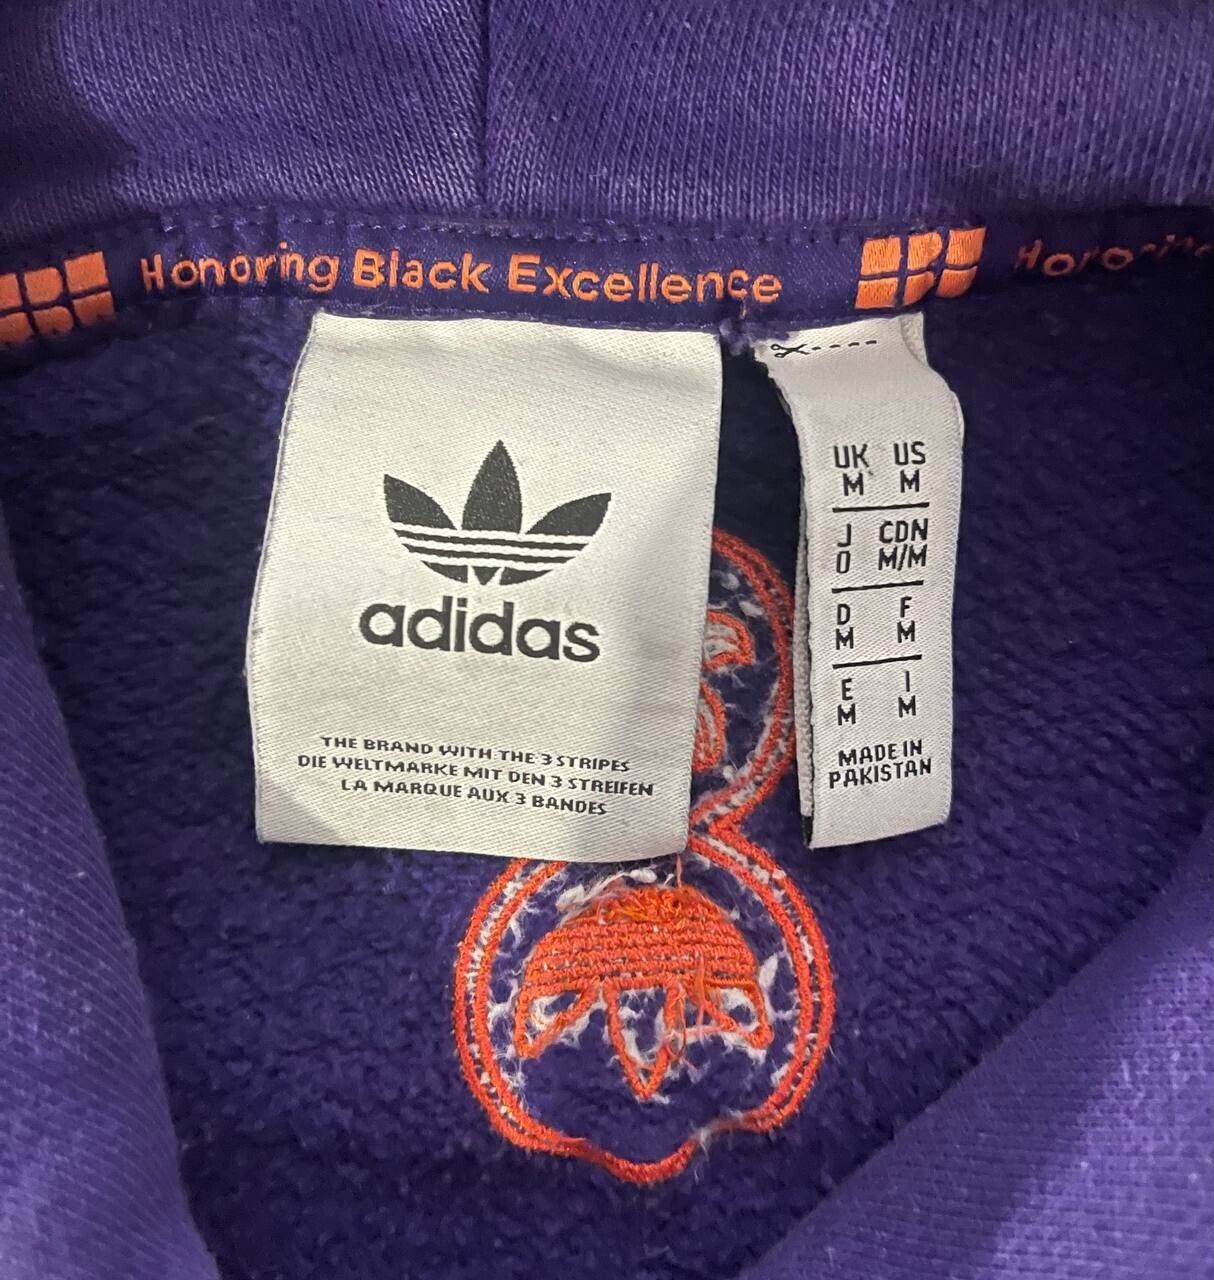 Honoring Black Excellence
adidas
THE BRAND WITH THE 3 STRIPES
DIE WELTMARKE MIT DEN 3 STREIFEN
LA MARQUE AUX 3 BANDES
UK US
M M
J CDN
O M/M
D F
M M
E I
M M
MADE IN
PAKISTAN